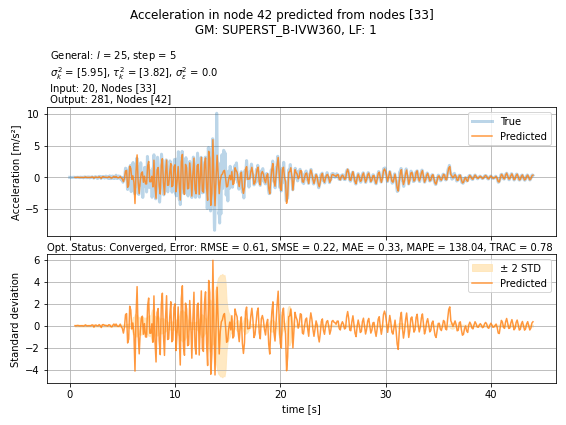 Acceleration in node 42 predicted from nodes [33]
GM: SUPERST_B-IVW360, LF: 1
General: l = 25, step = 5
σ²ₖ = [5.95], τ²ₖ = [3.82], σ²ε = 0.0
Input: 20, Nodes [33]
Output: 281, Nodes [42]
10
5
0
−5
Acceleration [m/s²]
True
Predicted
Opt. Status: Converged, Error: RMSE = 0.61, SMSE = 0.22, MAE = 0.33, MAPE = 138.04, TRAC = 0.78
6
4
2
0
−2
−4
Standard deviation
± 2 STD
Predicted
0
10
20
30
40
time [s]